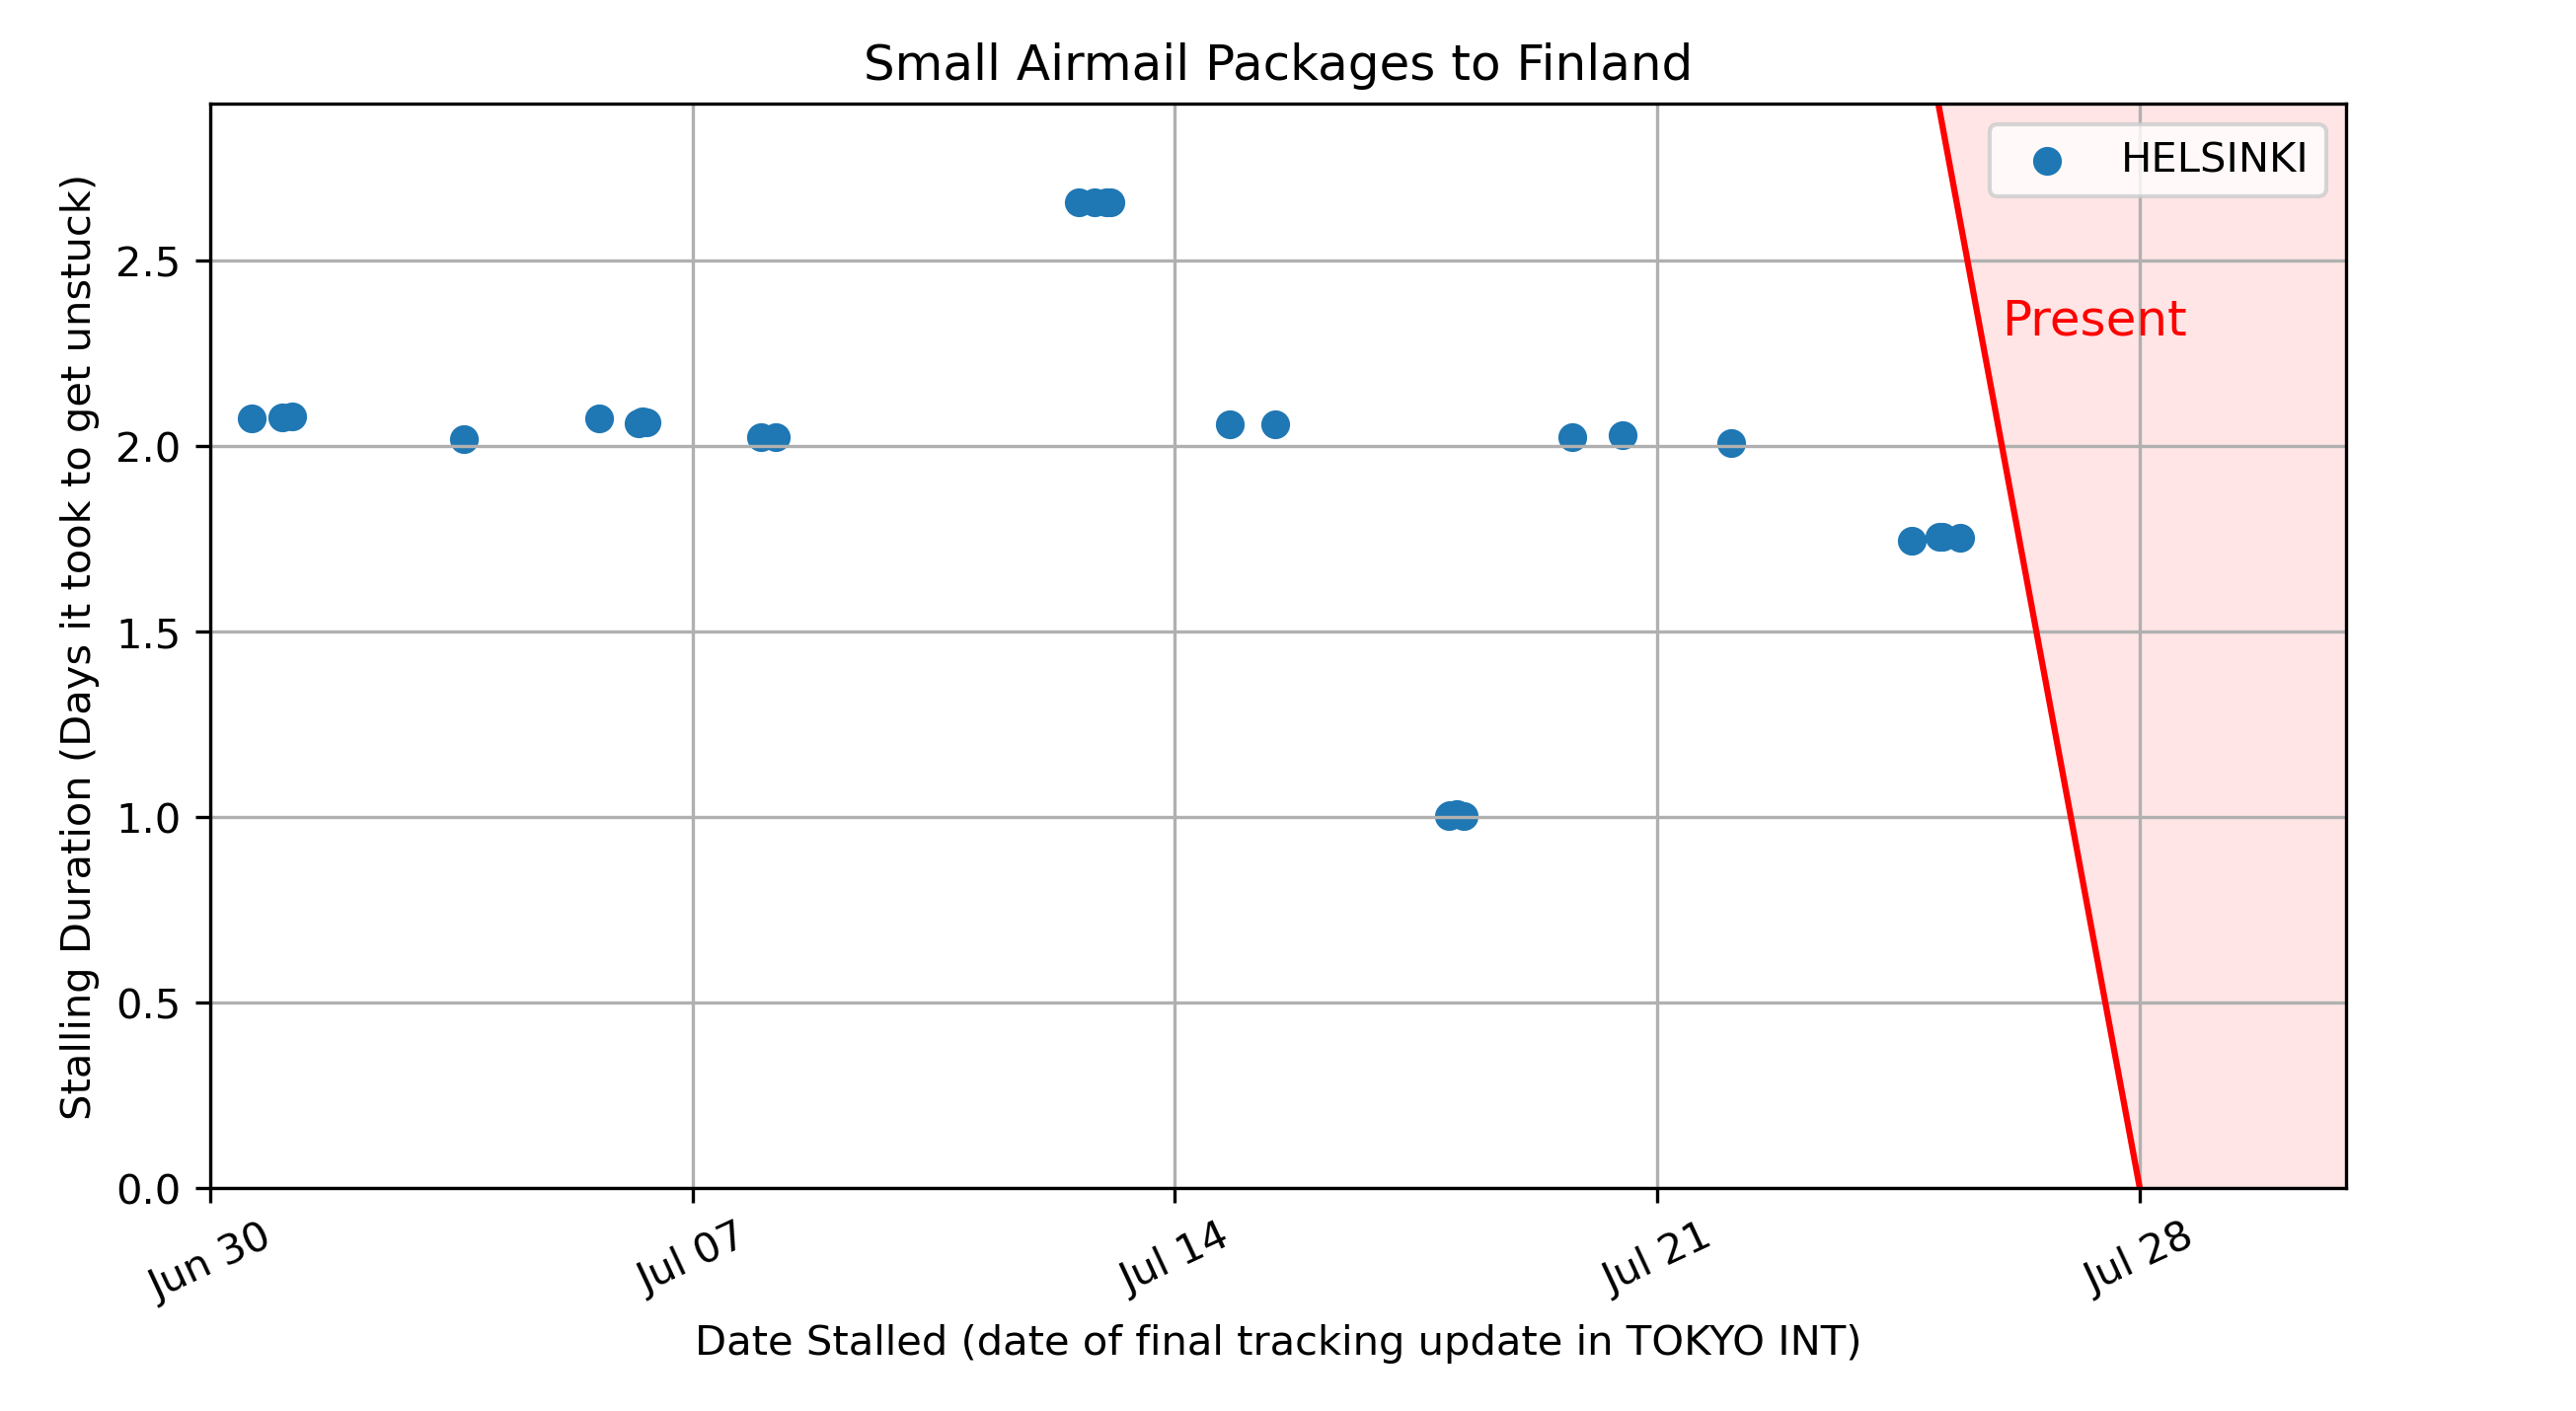 Small Airmail Packages to Finland
HELSINKI
Present
Stalling Duration (Days it took to get unstuck)
2.5
2.0
1.5
1.0
0.5
0.0
Jun 30
Jul 07
Jul 14
Jul 21
Jul 28
Date Stalled (date of final tracking update in TOKYO INT)